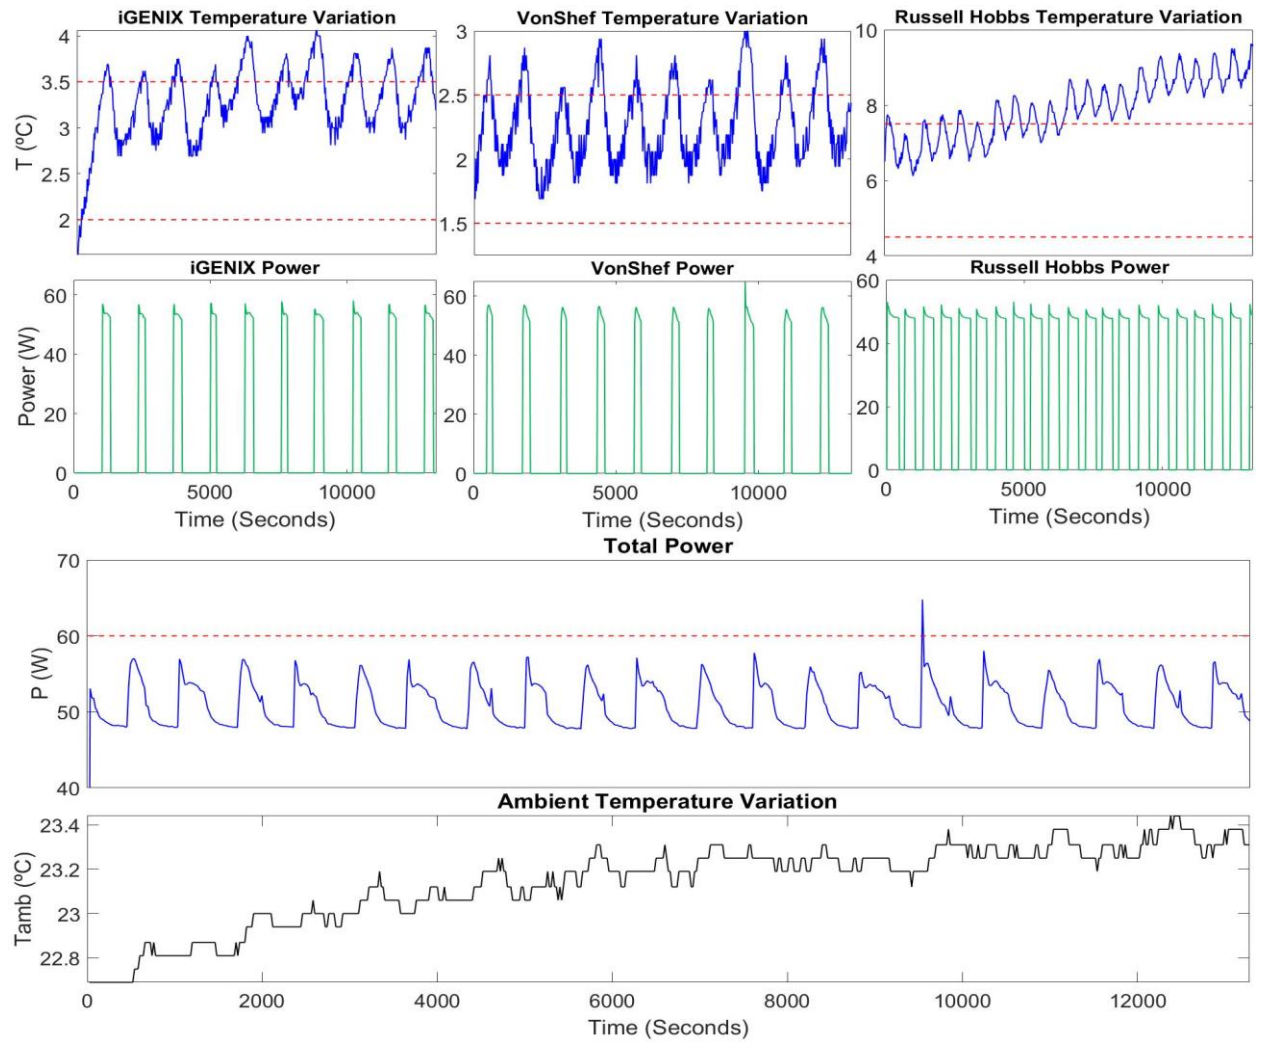 iGENIX Temperature Variation
VonShef Temperature Variation
Russell Hobbs Temperature Variation
T (ºC)
4
3.5
3
2.5
2
3
2.5
2
1.5
10
8
6
4
iGENIX Power
VonShef Power
Russell Hobbs Power
Power (W)
60
40
20
0
60
40
20
0
60
40
20
0
0 5000 10000
0 5000 10000
0 5000 10000
Time (Seconds)
Time (Seconds)
Time (Seconds)
Total Power
P (W)
70
60
50
40
Ambient Temperature Variation
Tamb (ºC)
23.4
23.2
23
22.8
0 2000 4000 6000 8000 10000 12000
Time (Seconds)